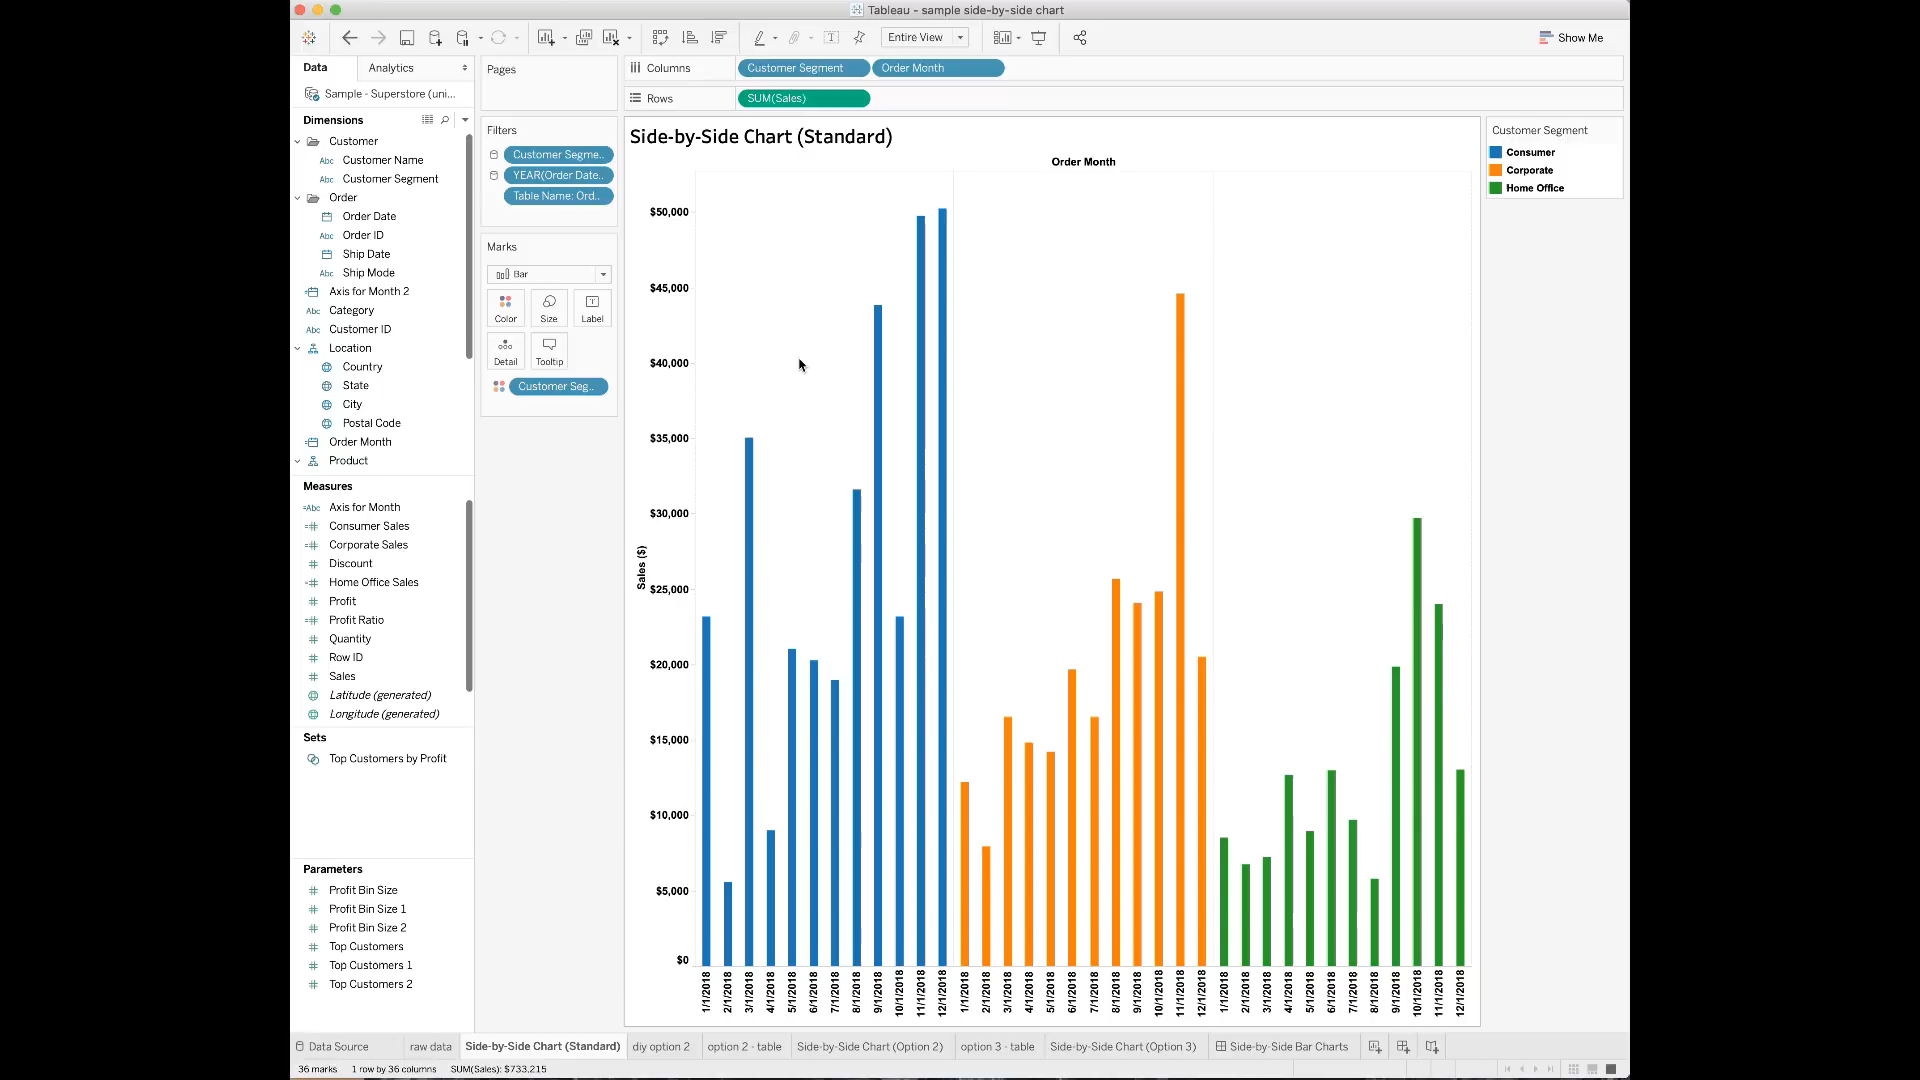 Tableau - sample side-by-side chart
Entire View
Show Me
Data
Analytics
Sample - Superstore (uni...
Dimensions
Customer
Abc Customer Name
Abc Customer Segment
Order
Order Date
Abc Order ID
Ship Date
Abc Ship Mode
Axis for Month 2
Abc Category
Abc Customer ID
Location
Country
State
City
Postal Code
Order Month
Product
Measures
=Abc Axis for Month
=# Consumer Sales
=# Corporate Sales
# Discount
=# Home Office Sales
# Profit
=# Profit Ratio
# Quantity
# Row ID
# Sales
Latitude (generated)
Longitude (generated)
Sets
Top Customers by Profit
Parameters
# Profit Bin Size
# Profit Bin Size 1
# Profit Bin Size 2
# Top Customers
# Top Customers 1
# Top Customers 2
Pages
Filters
Customer Segme..
YEAR(Order Date..
Table Name: Ord..
Marks
Bar
Color
Size
Label
Detail
Tooltip
Customer Seg..
Columns
Customer Segment
Order Month
Rows
SUM(Sales)
Side-by-Side Chart (Standard)
Order Month
Sales ($)
$50,000
$45,000
$40,000
$35,000
$30,000
$25,000
$20,000
$15,000
$10,000
$5,000
$0
1/1/2018
2/1/2018
3/1/2018
4/1/2018
5/1/2018
6/1/2018
7/1/2018
8/1/2018
9/1/2018
10/1/2018
11/1/2018
12/1/2018
1/1/2018
2/1/2018
3/1/2018
4/1/2018
5/1/2018
6/1/2018
7/1/2018
8/1/2018
9/1/2018
10/1/2018
11/1/2018
12/1/2018
1/1/2018
2/1/2018
3/1/2018
4/1/2018
5/1/2018
6/1/2018
7/1/2018
8/1/2018
9/1/2018
10/1/2018
11/1/2018
12/1/2018
Customer Segment
Consumer
Corporate
Home Office
Data Source
raw data
Side-by-Side Chart (Standard)
diy option 2
option 2 - table
Side-by-Side Chart (Option 2)
option 3 - table
Side-by-Side Chart (Option 3)
Side-by-Side Bar Charts
36 marks
1 row by 36 columns
SUM(Sales): $733,215